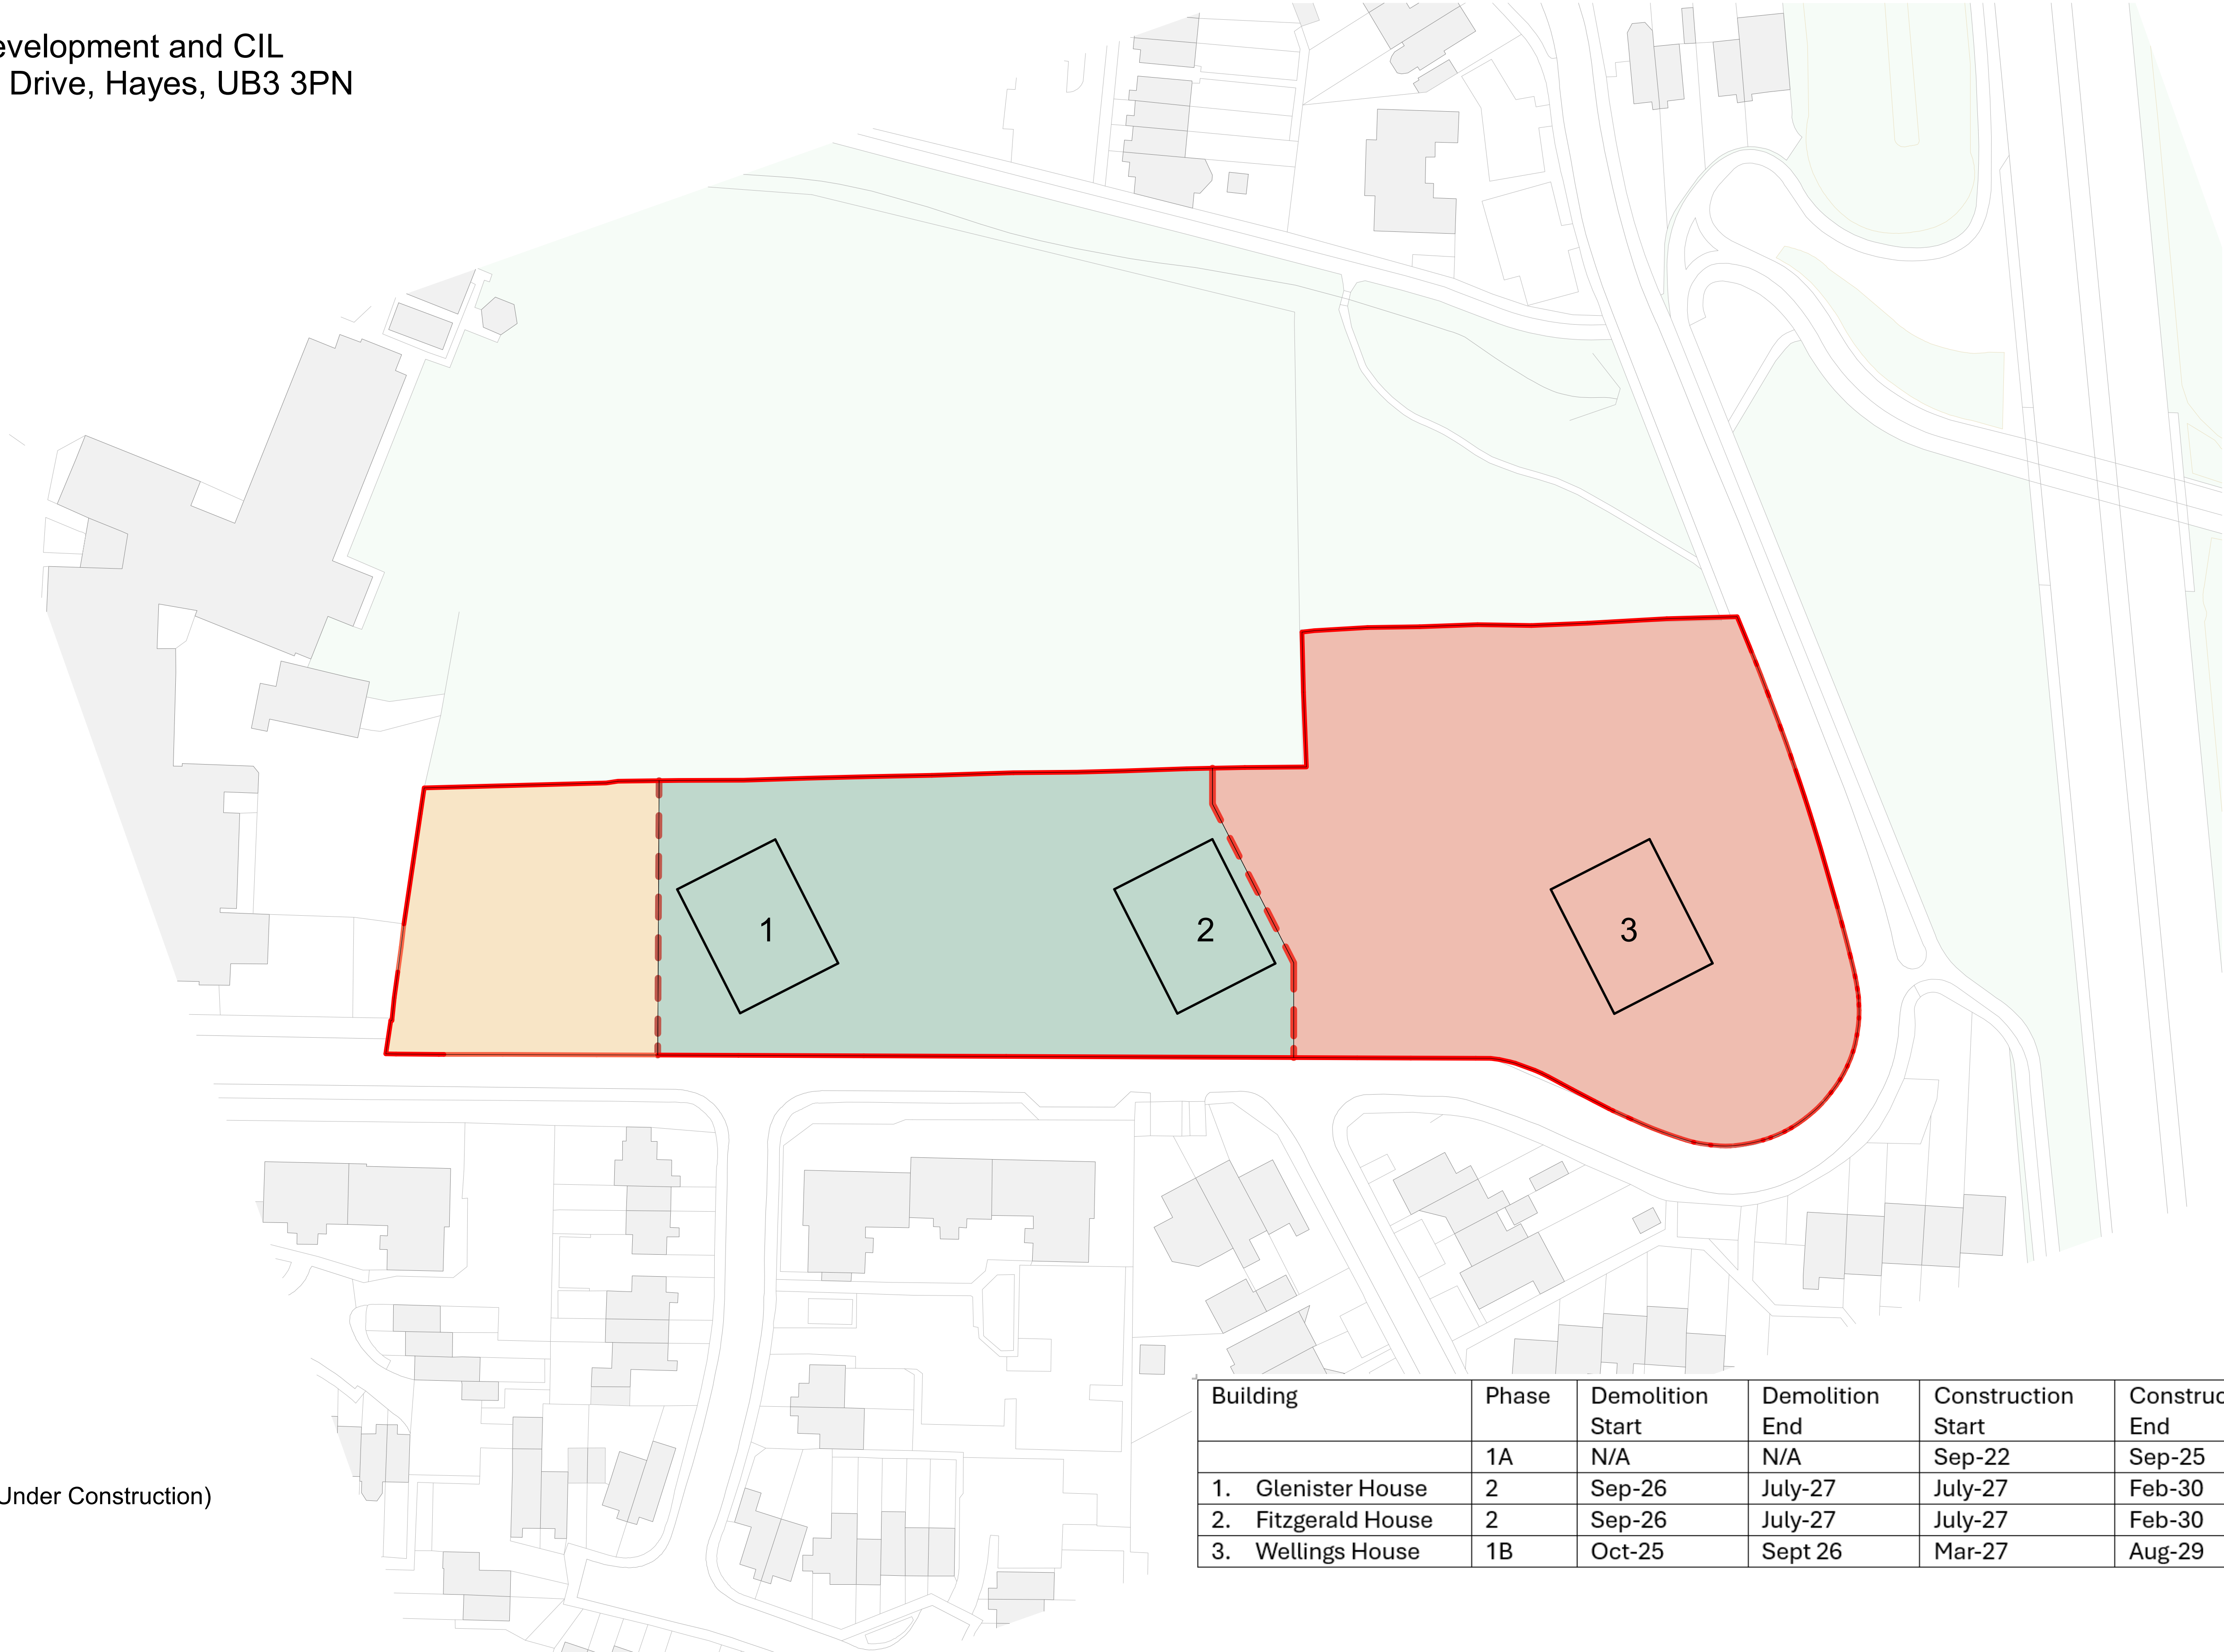 evelopment and CIL
Drive, Hayes, UB3 3PN
1
2
3
Under Construction)
Building Phase Demolition Start Demolition End Construction Start Construc End
1A N/A N/A Sep-22 Sep-25
1. Glenister House 2 Sep-26 July-27 July-27 Feb-30
2. Fitzgerald House 2 Sep-26 July-27 July-27 Feb-30
3. Wellings House 1B Oct-25 Sept 26 Mar-27 Aug-29